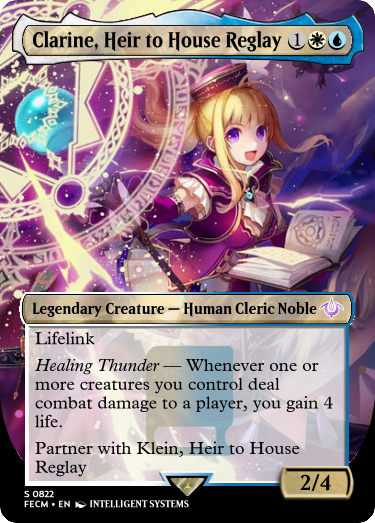 Clarine, Heir to House Reglay 1
Legendary Creature — Human Cleric Noble
Lifelink
Healing Thunder — Whenever one or
more creatures you control deal
combat damage to a player, you gain 4
life.
Partner with Klein, Heir to House
Reglay
2/4
S 0822
FECM • EN INTELLIGENT SYSTEMS